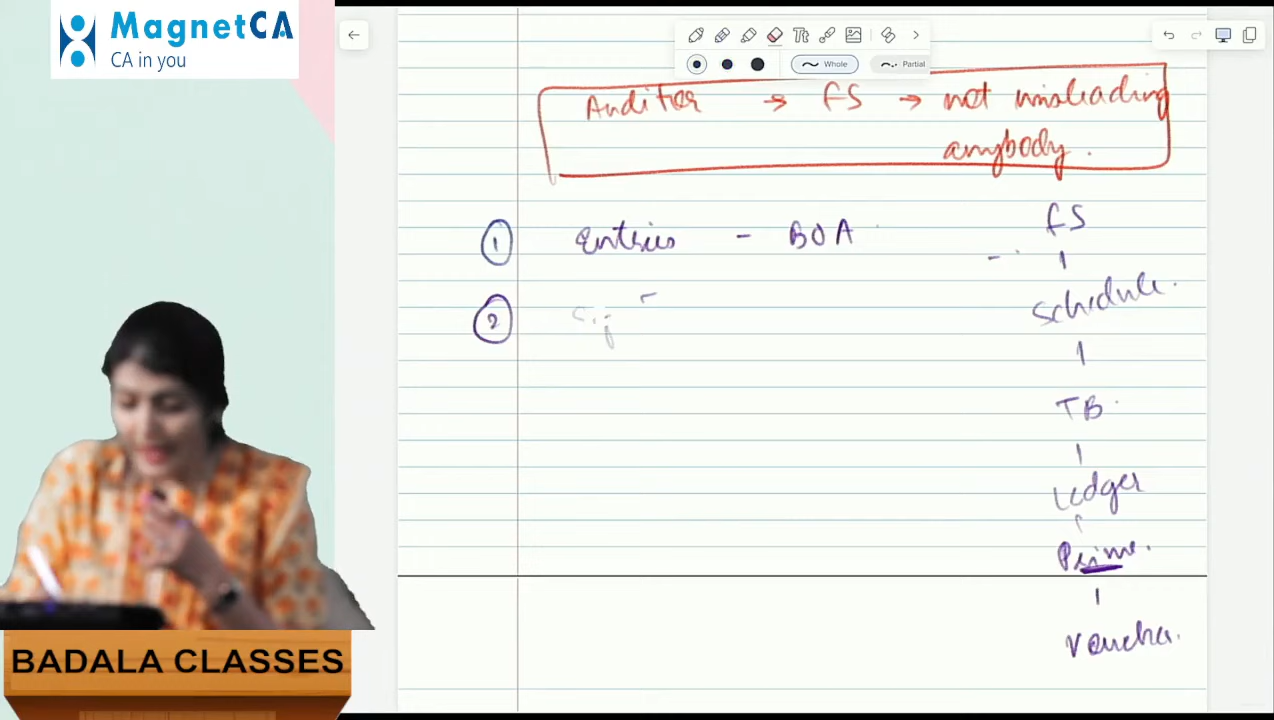 MagnetCA
CA in you
Whole
Partial
Auditor → FS → not misleading
anybody.
① Entries - BOA
②
FS
Schedule.
TB
Ledger
Prime.
Voucher.
BADALA CLASSES